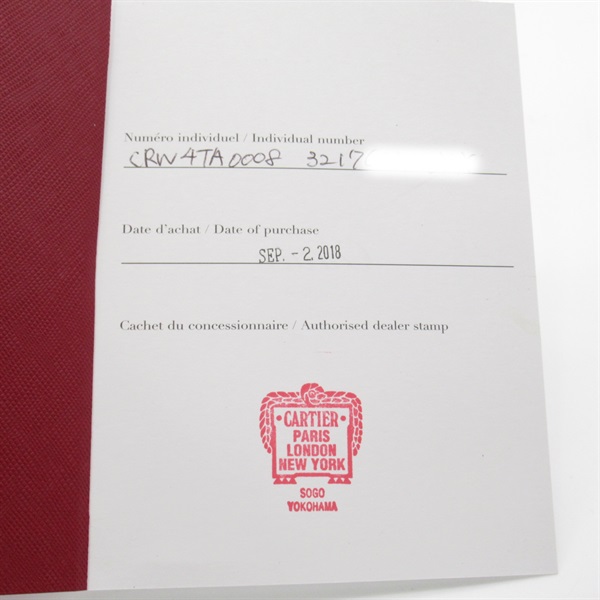 Numéro individuel / Individual number
CRW4TA0008 3217
Date d'achat / Date of purchase
SEP. -2.2018
Cachet du concessionnaire / Authorised dealer stamp
·CARTIER·
PARIS
LONDON
NEW YORK
SOGO
YOKOHAMA